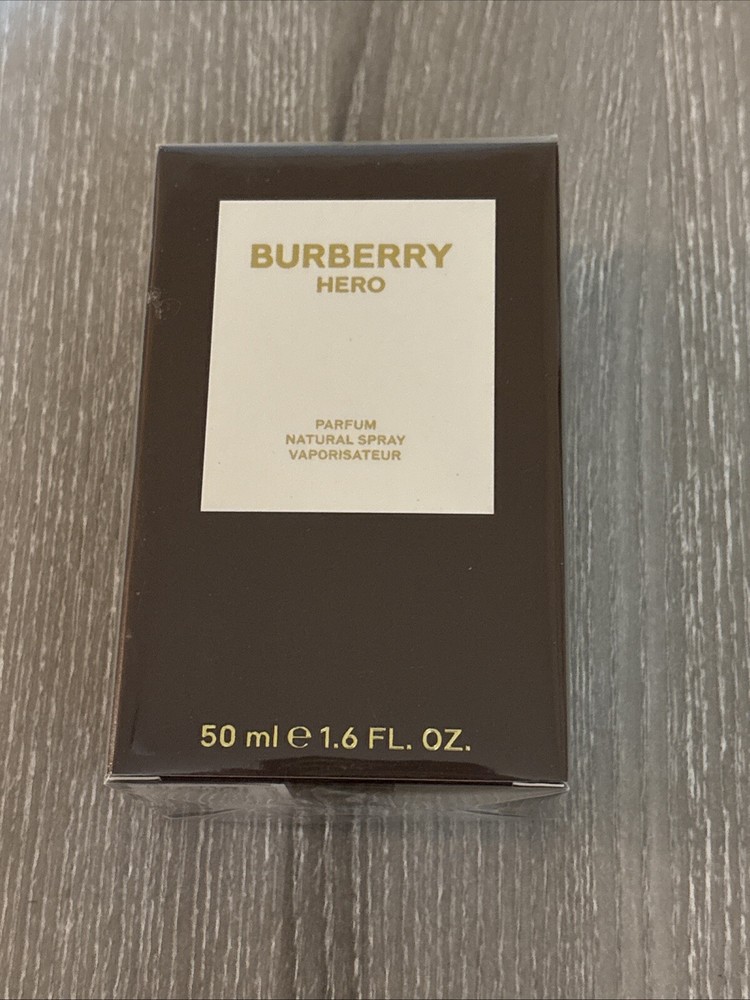 BURBERRY
HERO
PARFUM
NATURAL SPRAY
VAPORISATEUR
50 ml ℮ 1.6 FL. OZ.